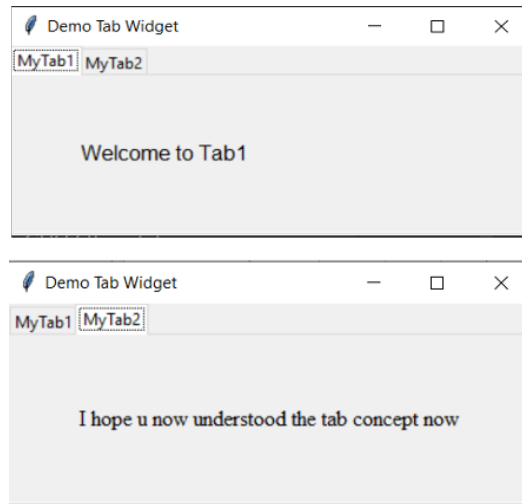 Demo Tab Widget
MyTab1 MyTab2
Welcome to Tab1
Demo Tab Widget
MyTab1 MyTab2
I hope u now understood the tab concept now